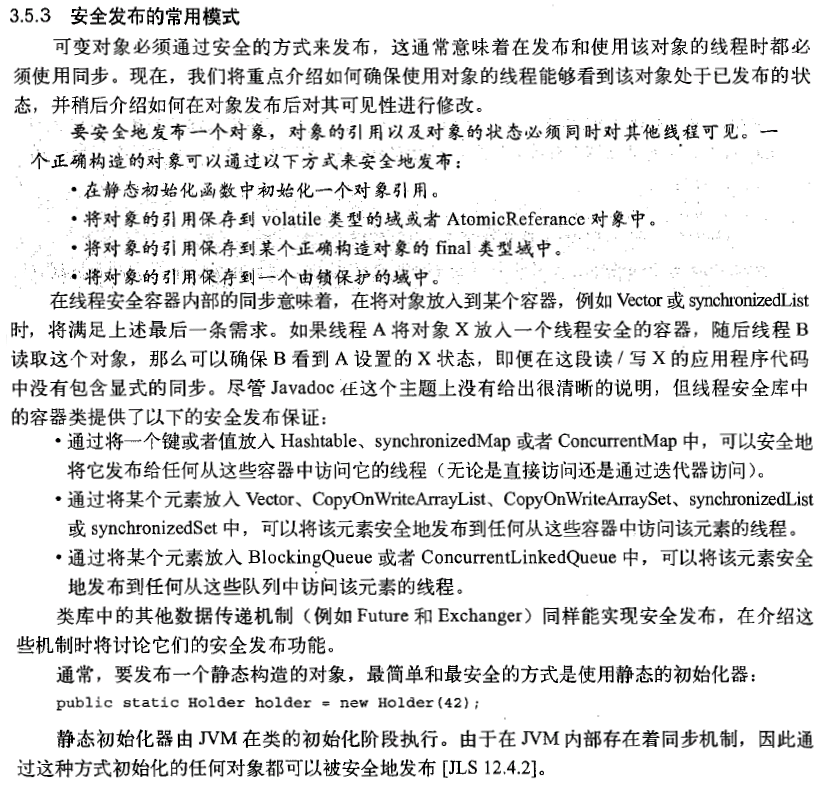 3.5.3 安全发布的常用模式
可变对象必须通过安全的方式来发布，这通常意味着在发布和使用该对象的线程时都必
须使用同步。现在，我们将重点介绍如何确保使用对象的线程能够看到该对象处于已发布的状
态，并稍后介绍如何在对象发布后对其可见性进行修改。
要安全地发布一个对象，对象的引用以及对象的状态必须同时对其他线程可见。一
个正确构造的对象可以通过以下方式来安全地发布：
•在静态初始化函数中初始化一个对象引用。
•将对象的引用保存到 volatile 类型的域或者 AtomicReferance 对象中。
•将对象的引用保存到某个正确构造对象的 final 类型域中。
•将对象的引用保存到一个由锁保护的域中。
在线程安全容器内部的同步意味着，在将对象放入到某个容器，例如 Vector 或 synchronizedList
时，将满足上述最后一条需求。如果线程 A 将对象 X 放入一个线程安全的容器，随后线程 B
读取这个对象，那么可以确保 B 看到 A 设置的 X 状态，即便在这段读 / 写 X 的应用程序代码
中没有包含显式的同步。尽管 Javadoc 在这个主题上没有给出很清晰的说明，但线程安全库中
的容器类提供了以下的安全发布保证：
•通过将一个键或者值放入 Hashtable、synchronizedMap 或者 ConcurrentMap 中，可以安全地
将它发布给任何从这些容器中访问它的线程（无论是直接访问还是通过迭代器访问）。
•通过将某个元素放入 Vector、CopyOnWriteArrayList、CopyOnWriteArraySet、synchronizedList
或 synchronizedSet 中，可以将该元素安全地发布到任何从这些容器中访问该元素的线程。
•通过将某个元素放入 BlockingQueue 或者 ConcurrentLinkedQueue 中，可以将该元素安全
地发布到任何从这些队列中访问该元素的线程。
类库中的其他数据传递机制（例如 Future 和 Exchanger）同样能实现安全发布，在介绍这
些机制时将讨论它们的安全发布功能。
通常，要发布一个静态构造的对象，最简单和最安全的方式是使用静态的初始化器：
public static Holder holder = new Holder(42);
静态初始化器由 JVM 在类的初始化阶段执行。由于在 JVM 内部存在着同步机制，因此通
过这种方式初始化的任何对象都可以被安全地发布 [JLS 12.4.2]。